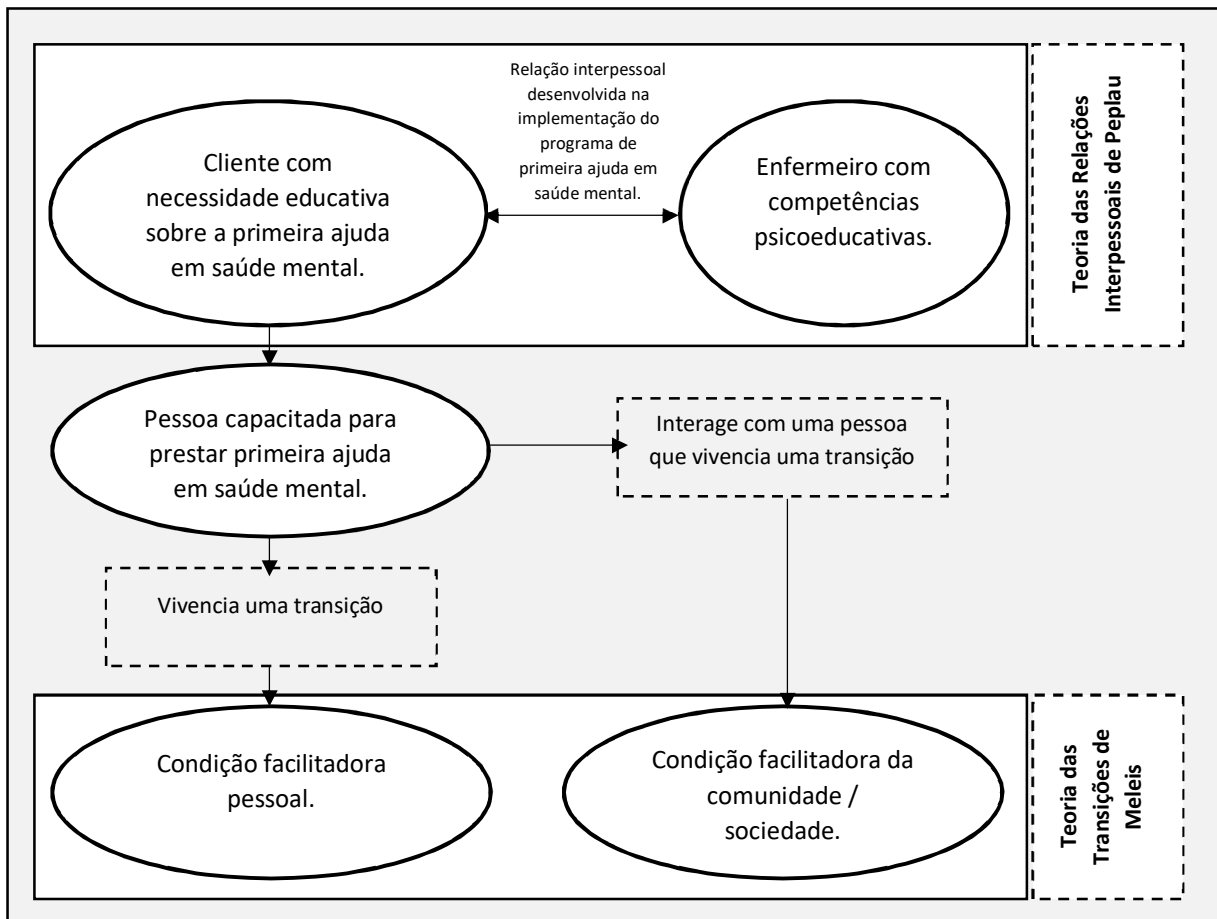 Relação interpessoal
desenvolvida na
implementação do
programa de
primeira ajuda em
saúde mental.
Cliente com
necessidade educativa
sobre a primeira ajuda
em saúde mental.
Enfermeiro com
competências
psicoeducativas.
Teoria das Relações
Interpessoais de Peplau
Pessoa capacitada para
prestar primeira ajuda
em saúde mental.
Interage com uma pessoa
que vivencia uma transição
Vivencia uma transição
Condição facilitadora
pessoal.
Condição facilitadora da
comunidade /
sociedade.
Teoria das
Transições de
Meleis